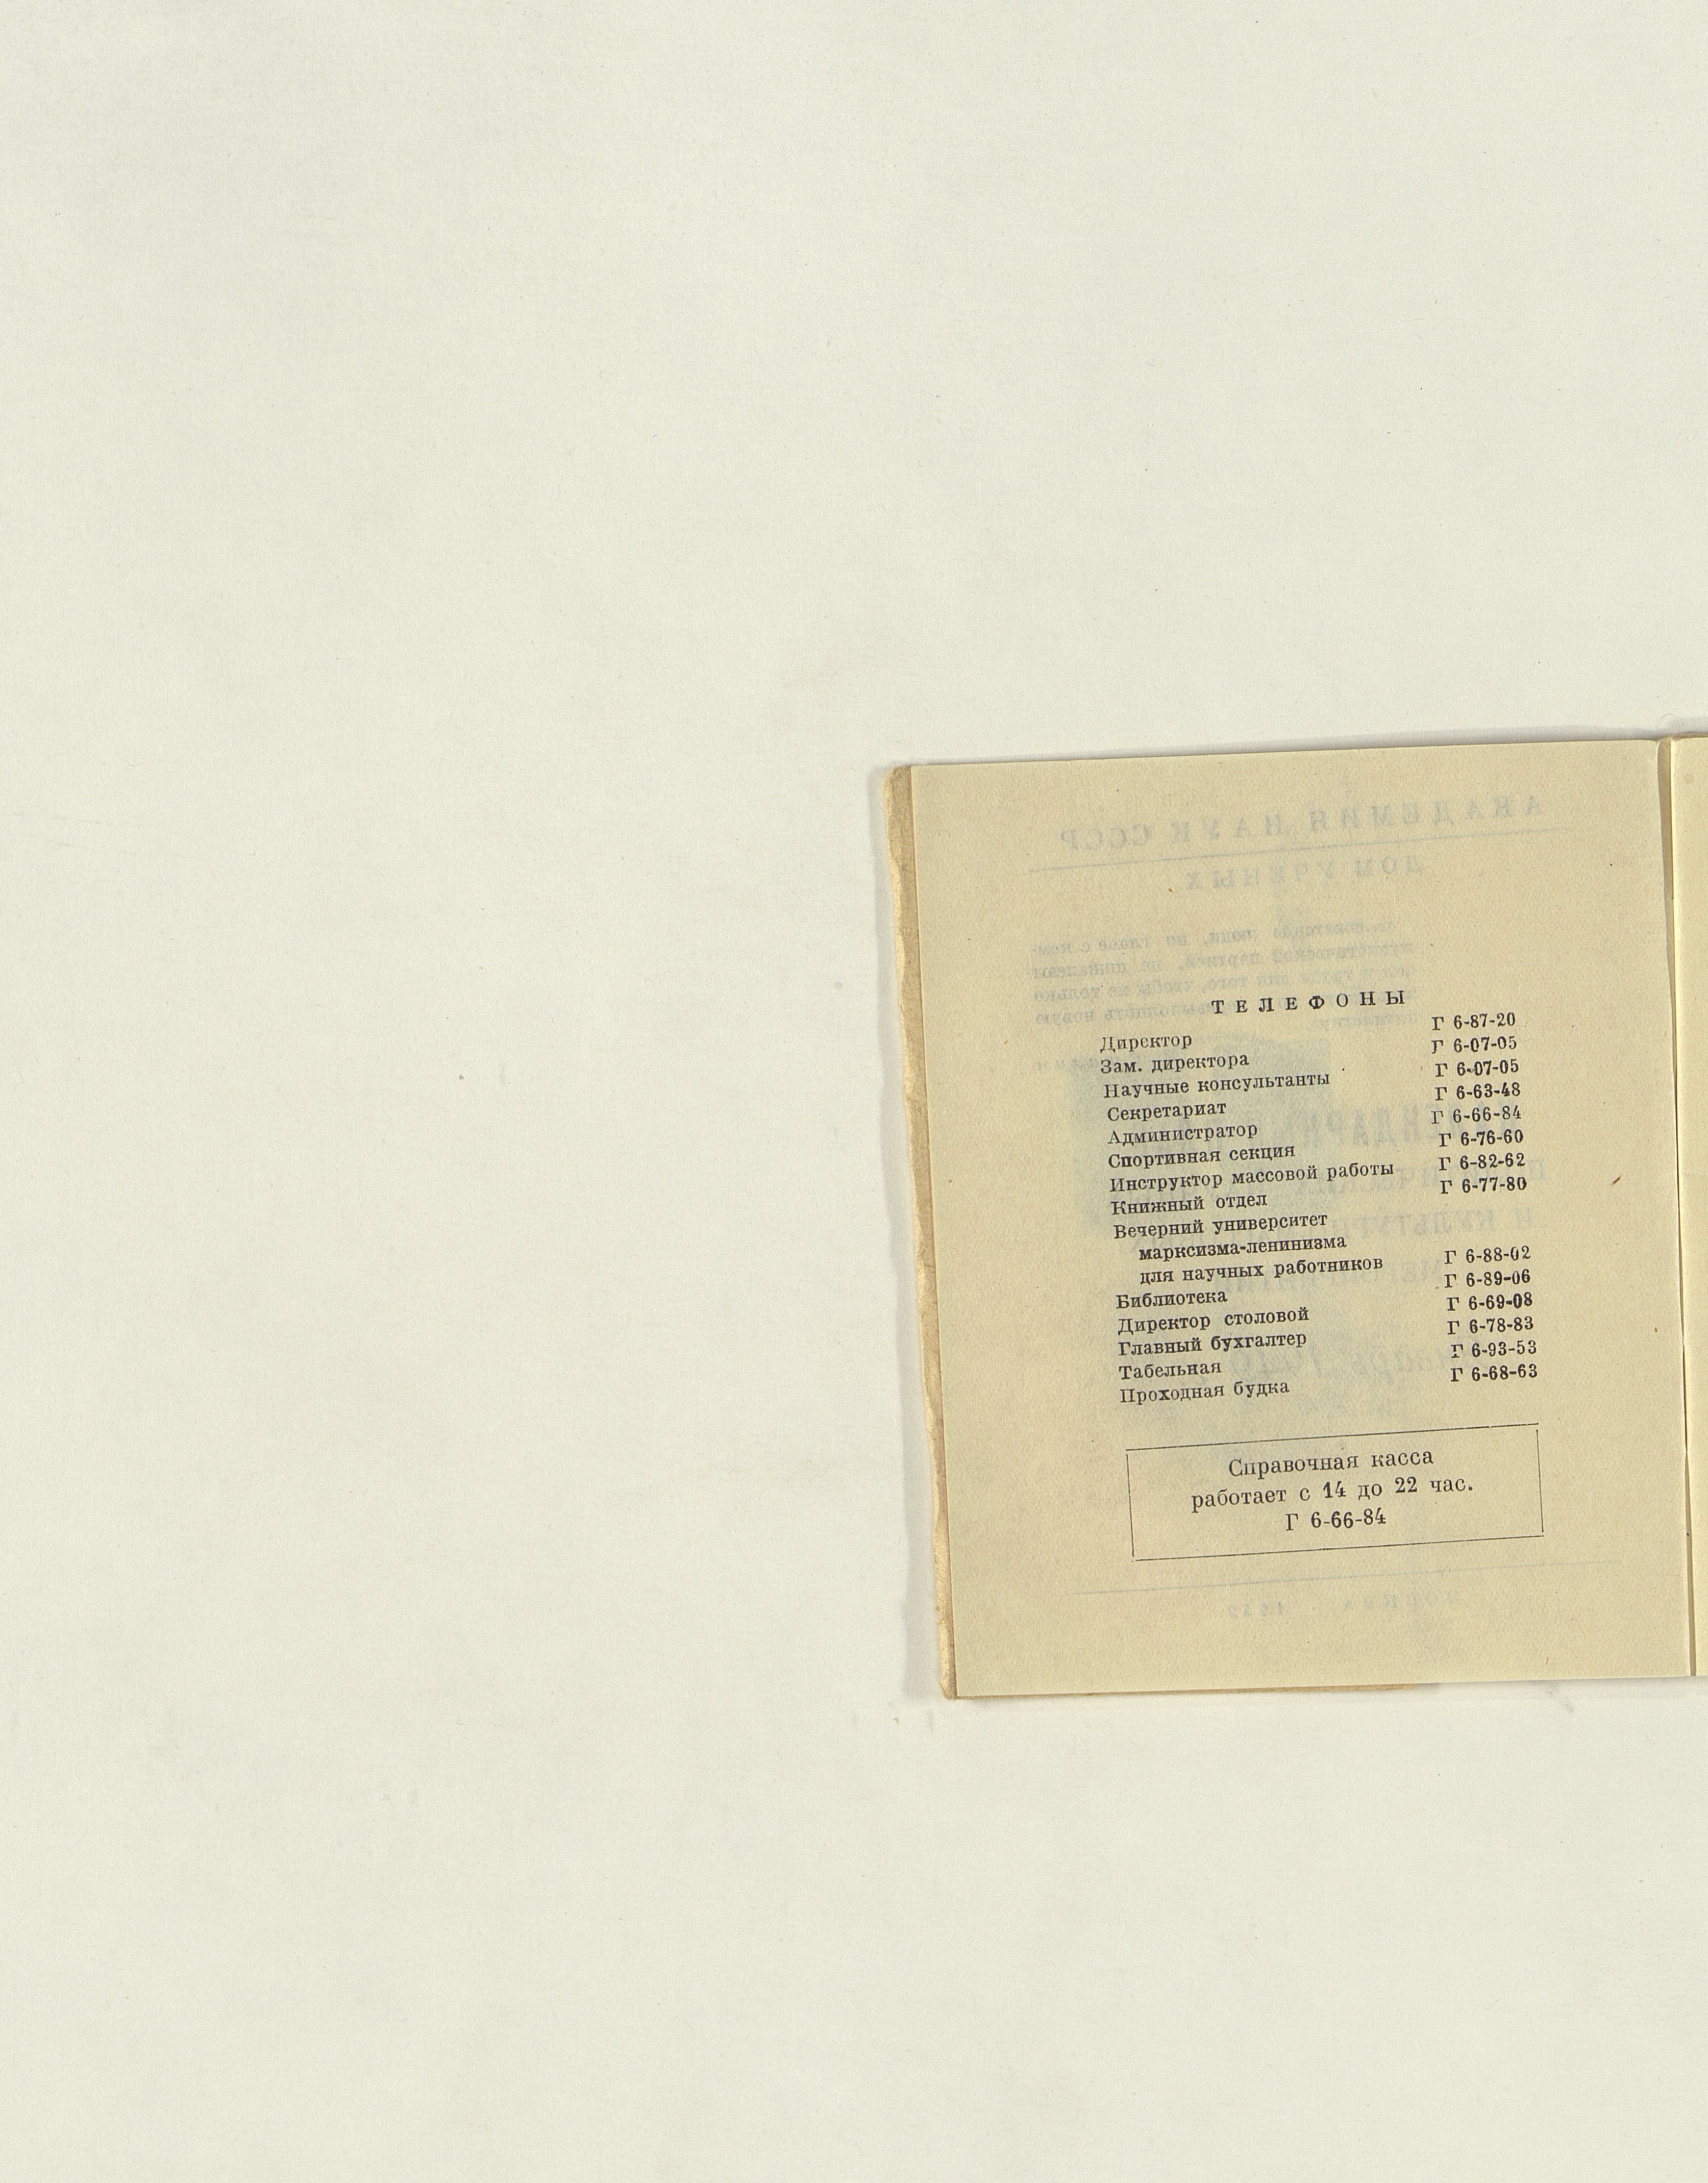 ТЕЛЕФОНЫ
Директор Г 6-87-20
Зам. директора Г 6-07-05
Научные консультанты Г 6-07-05
Секретариат Г 6-63-48
Администратор Г 6-66-84
Спортивная секция Г 6-76-60
Инструктор массовой работы Г 6-82-62
Книжный отдел Г 6-77-80
Вечерний университет
марксизма-ленинизма
для научных работников Г 6-88-02
Библиотека Г 6-89-06
Директор столовой Г 6-69-08
Главный бухгалтер Г 6-78-83
Табельная Г 6-93-53
Проходная будка Г 6-68-63
Справочная касса
работает с 14 до 22 час.
Г 6-66-84